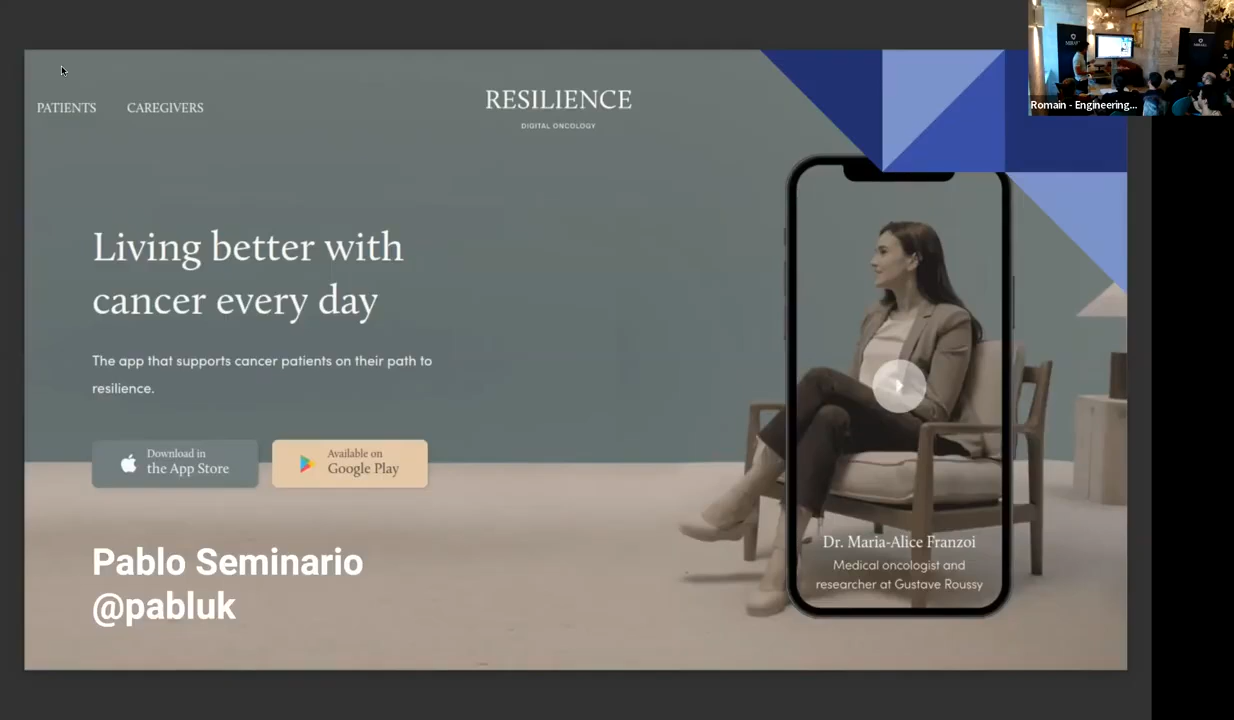 PATIENTS
CAREGIVERS
RESILIENCE
DIGITAL ONCOLOGY
Romain - Engineering...
Living better with
cancer every day
The app that supports cancer patients on their path to
resilience.
Download in
the App Store
Available on
Google Play
Pablo Seminario
@pabluk
Dr. Maria-Alice Franzoi
Medical oncologist and
researcher at Gustave Roussy